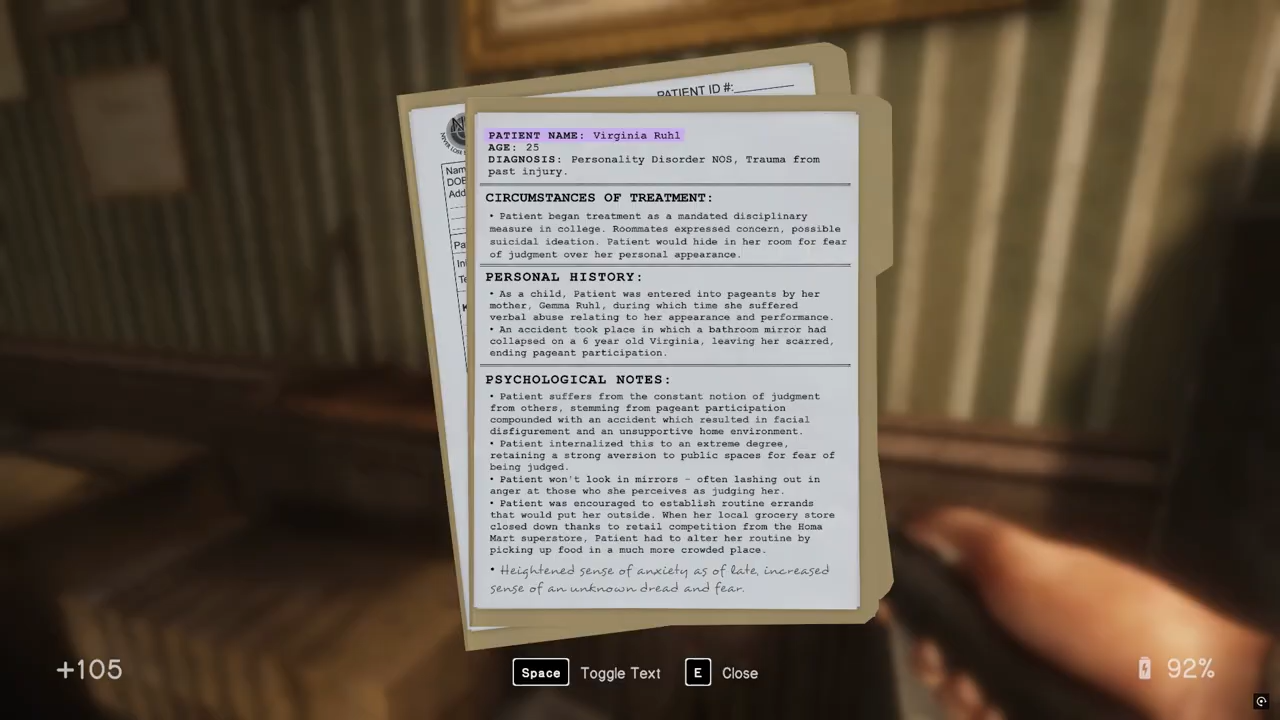 PATIENT ID #:
PATIENT NAME: Virginia Ruhl
AGE: 25
DIAGNOSIS: Personality Disorder NOS, Trauma from
past injury.
CIRCUMSTANCES OF TREATMENT:
• Patient began treatment as a mandated disciplinary
measure in college. Roommates expressed concern, possible
suicidal ideation. Patient would hide in her room for fear
of judgment over her personal appearance.
PERSONAL HISTORY:
• As a child, Patient was entered into pageants by her
mother, Gemma Ruhl, during which time she suffered
verbal abuse relating to her appearance and performance.
• An accident took place in which a bathroom mirror had
collapsed on a 6 year old Virginia, leaving her scarred,
ending pageant participation.
PSYCHOLOGICAL NOTES:
• Patient suffers from the constant notion of judgment
from others, stemming from pageant participation
compounded with an accident which resulted in facial
disfigurement and an unsupportive home environment.
• Patient internalized this to an extreme degree,
retaining a strong aversion to public spaces for fear of
being judged.
• Patient won't look in mirrors - often lashing out in
anger at those who she perceives as judging her.
• Patient was encouraged to establish routine errands
that would put her outside. When her local grocery store
closed down thanks to retail competition from the Homa
Mart superstore, Patient had to alter her routine by
picking up food in a much more crowded place.
• Heightened sense of anxiety as of late, increased
sense of an unknown dread and fear.
+105
Space Toggle Text E Close
92%